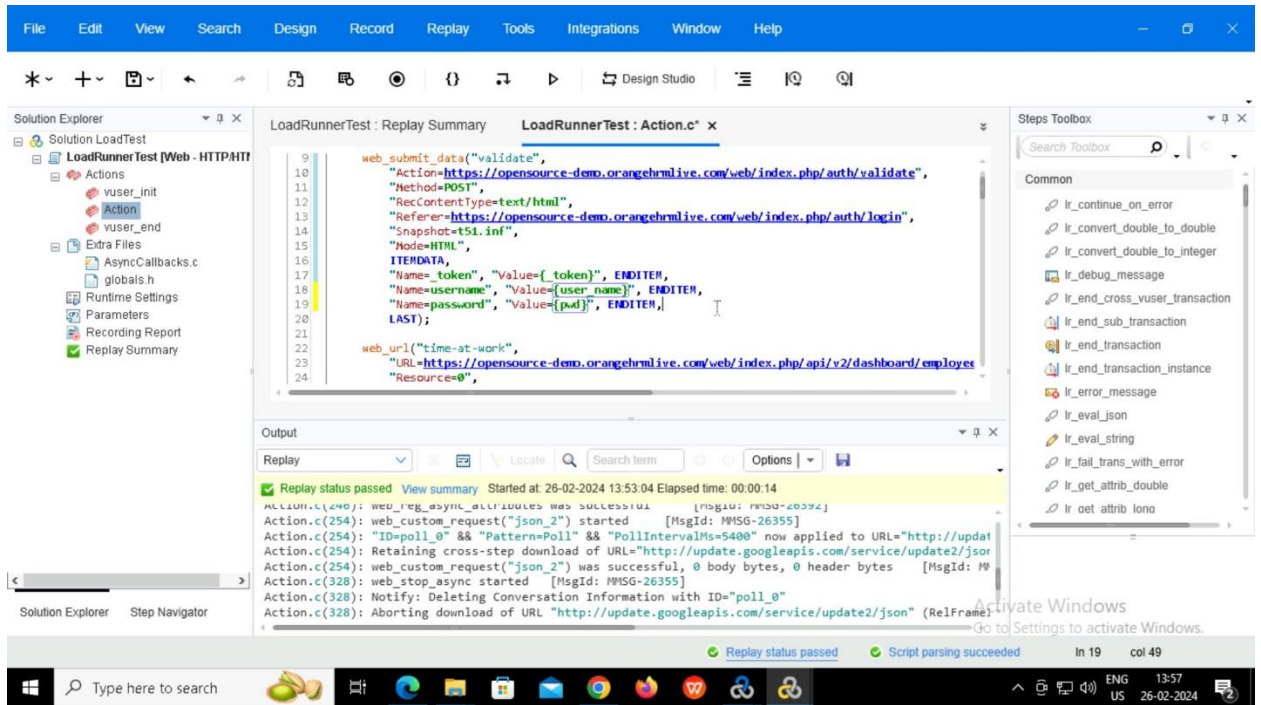 File Edit View Search Design Record Replay Tools Integrations Window Help
Design Studio
Solution Explorer
Solution LoadTest
LoadRunnerTest [Web - HTTP/HTM
Actions
vuser_init
Action
vuser_end
Extra Files
AsyncCallbacks.c
globals.h
Runtime Settings
Parameters
Recording Report
Replay Summary
Solution Explorer Step Navigator
LoadRunnerTest : Replay Summary LoadRunnerTest : Action.c* x
9 web_submit_data("validate",
10 "Action=https://opensource-demo.orangehrmlive.com/web/index.php/auth/validate",
11 "Method=POST",
12 "RecContentType=text/html",
13 "Referer=https://opensource-demo.orangehrmlive.com/web/index.php/auth/login",
14 "Snapshot=t51.inf",
15 "Mode=HTML",
16 ITEMDATA,
17 "Name=_token", "Value={_token}", ENDITEM,
18 "Name=username", "Value={user_name}", ENDITEM,
19 "Name=password", "Value={pwd}", ENDITEM,
20 LAST);
21
22 web_url("time-at-work",
23 "URL=https://opensource-demo.orangehrmlive.com/web/index.php/api/v2/dashboard/employee
24 "Resource=0",
Output
Replay Locate Search term Options
Replay status passed View summary Started at: 26-02-2024 13:53:04 Elapsed time: 00:00:14
Action.c(246): web_reg_async_attributes was successful [MsgId: MMSG-26392]
Action.c(254): web_custom_request("json_2") started [MsgId: MMSG-26355]
Action.c(254): "ID=poll_0" && "Pattern=Poll" && "PollIntervalMs=5400" now applied to URL="http://updat
Action.c(254): Retaining cross-step download of URL="http://update.googleapis.com/service/update2/json
Action.c(254): web_custom_request("json_2") was successful, 0 body bytes, 0 header bytes [MsgId: MM
Action.c(328): web_stop_async started [MsgId: MMSG-26355]
Action.c(328): Notify: Deleting Conversation Information with ID="poll_0"
Action.c(328): Aborting download of URL "http://update.googleapis.com/service/update2/json" (RelFrameI
Steps Toolbox
Search Toolbox
Common
lr_continue_on_error
lr_convert_double_to_double
lr_convert_double_to_integer
lr_debug_message
lr_end_cross_vuser_transaction
lr_end_sub_transaction
lr_end_transaction
lr_end_transaction_instance
lr_error_message
lr_eval_json
lr_eval_string
lr_fail_trans_with_error
lr_get_attrib_double
lr_get_attrib_long
Activate Windows
Go to Settings to activate Windows.
Replay status passed Script parsing succeeded ln 19 col 49
Type here to search
ENG 13:57
US 26-02-2024
2